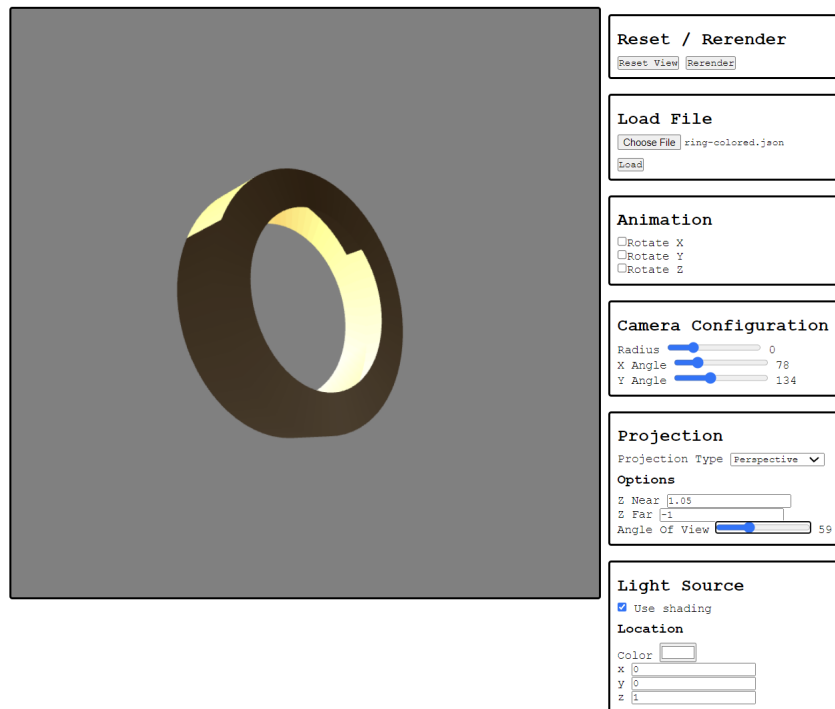 Reset / Rerender
Reset View Rerender
Load File
Choose File ring-colored.json
Load
Animation
Rotate X
Rotate Y
Rotate Z
Camera Configuration
Radius 0
X Angle 78
Y Angle 134
Projection
Projection Type Perspective
Options
Z Near 1.05
Z Far -1
Angle Of View 59
Light Source
Use shading
Location
Color
x 0
y 0
z 1